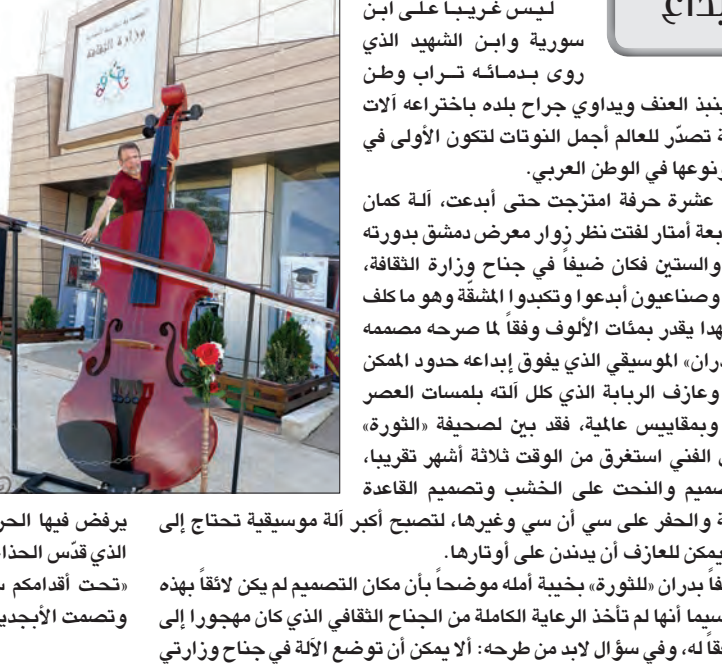 بداع
وزارة الثقافة
ليس غريباً على ابن
سورية وابن الشهيد الذي
روى بدمائه تراب وطن
ينبذ العنف ويداوي جراح بلده باختراعه آلات
تصدّر للعالم أجمل النوتات لتكون الأولى في
ونوعها في الوطن العربي.
عشرة حرفة امتزجت حتى أبدعت، آلة كمان
بعة أمتار لفتت نظر زوار معرض دمشق بدورته
والستين فكان ضيفاً في جناح وزارة الثقافة،
وصناعيون أبدعوا وتكبدوا المشقّة وهو ما كلف
هدا يقدر بمئات الألوف وفقاً لما صرحه مصممه
دران» الموسيقي الذي يفوق إبداعه حدود الممكن
وعازف الربابة الذي كلل آلته بلمسات العصر
وبمقاييس عالمية، فقد بين لصحيفة «الثورة»
الفني استغرق من الوقت ثلاثة أشهر تقريبا،
صميم والنحت على الخشب وتصميم القاعدة
ة والحفر على سي أن سي وغيرها، لتصبح أكبر آلة موسيقية تحتاج إلى
يمكن للعازف أن يدندن على أوتارها.
فاً بدران «للثورة» بخيبة أمله موضحاً بأن مكان التصميم لم يكن لائقاً بهذه
سيما أنها لم تأخذ الرعاية الكاملة من الجناح الثقافي الذي كان مهجورا إلى
قاً له، وفي سؤال لابد من طرحه: ألا يمكن أن توضع الآلة في جناح وزارتي
يرفض فيها الحر
الذي قدّس الحذا
«تحت أقدامكم
وتصمت الأبجدي